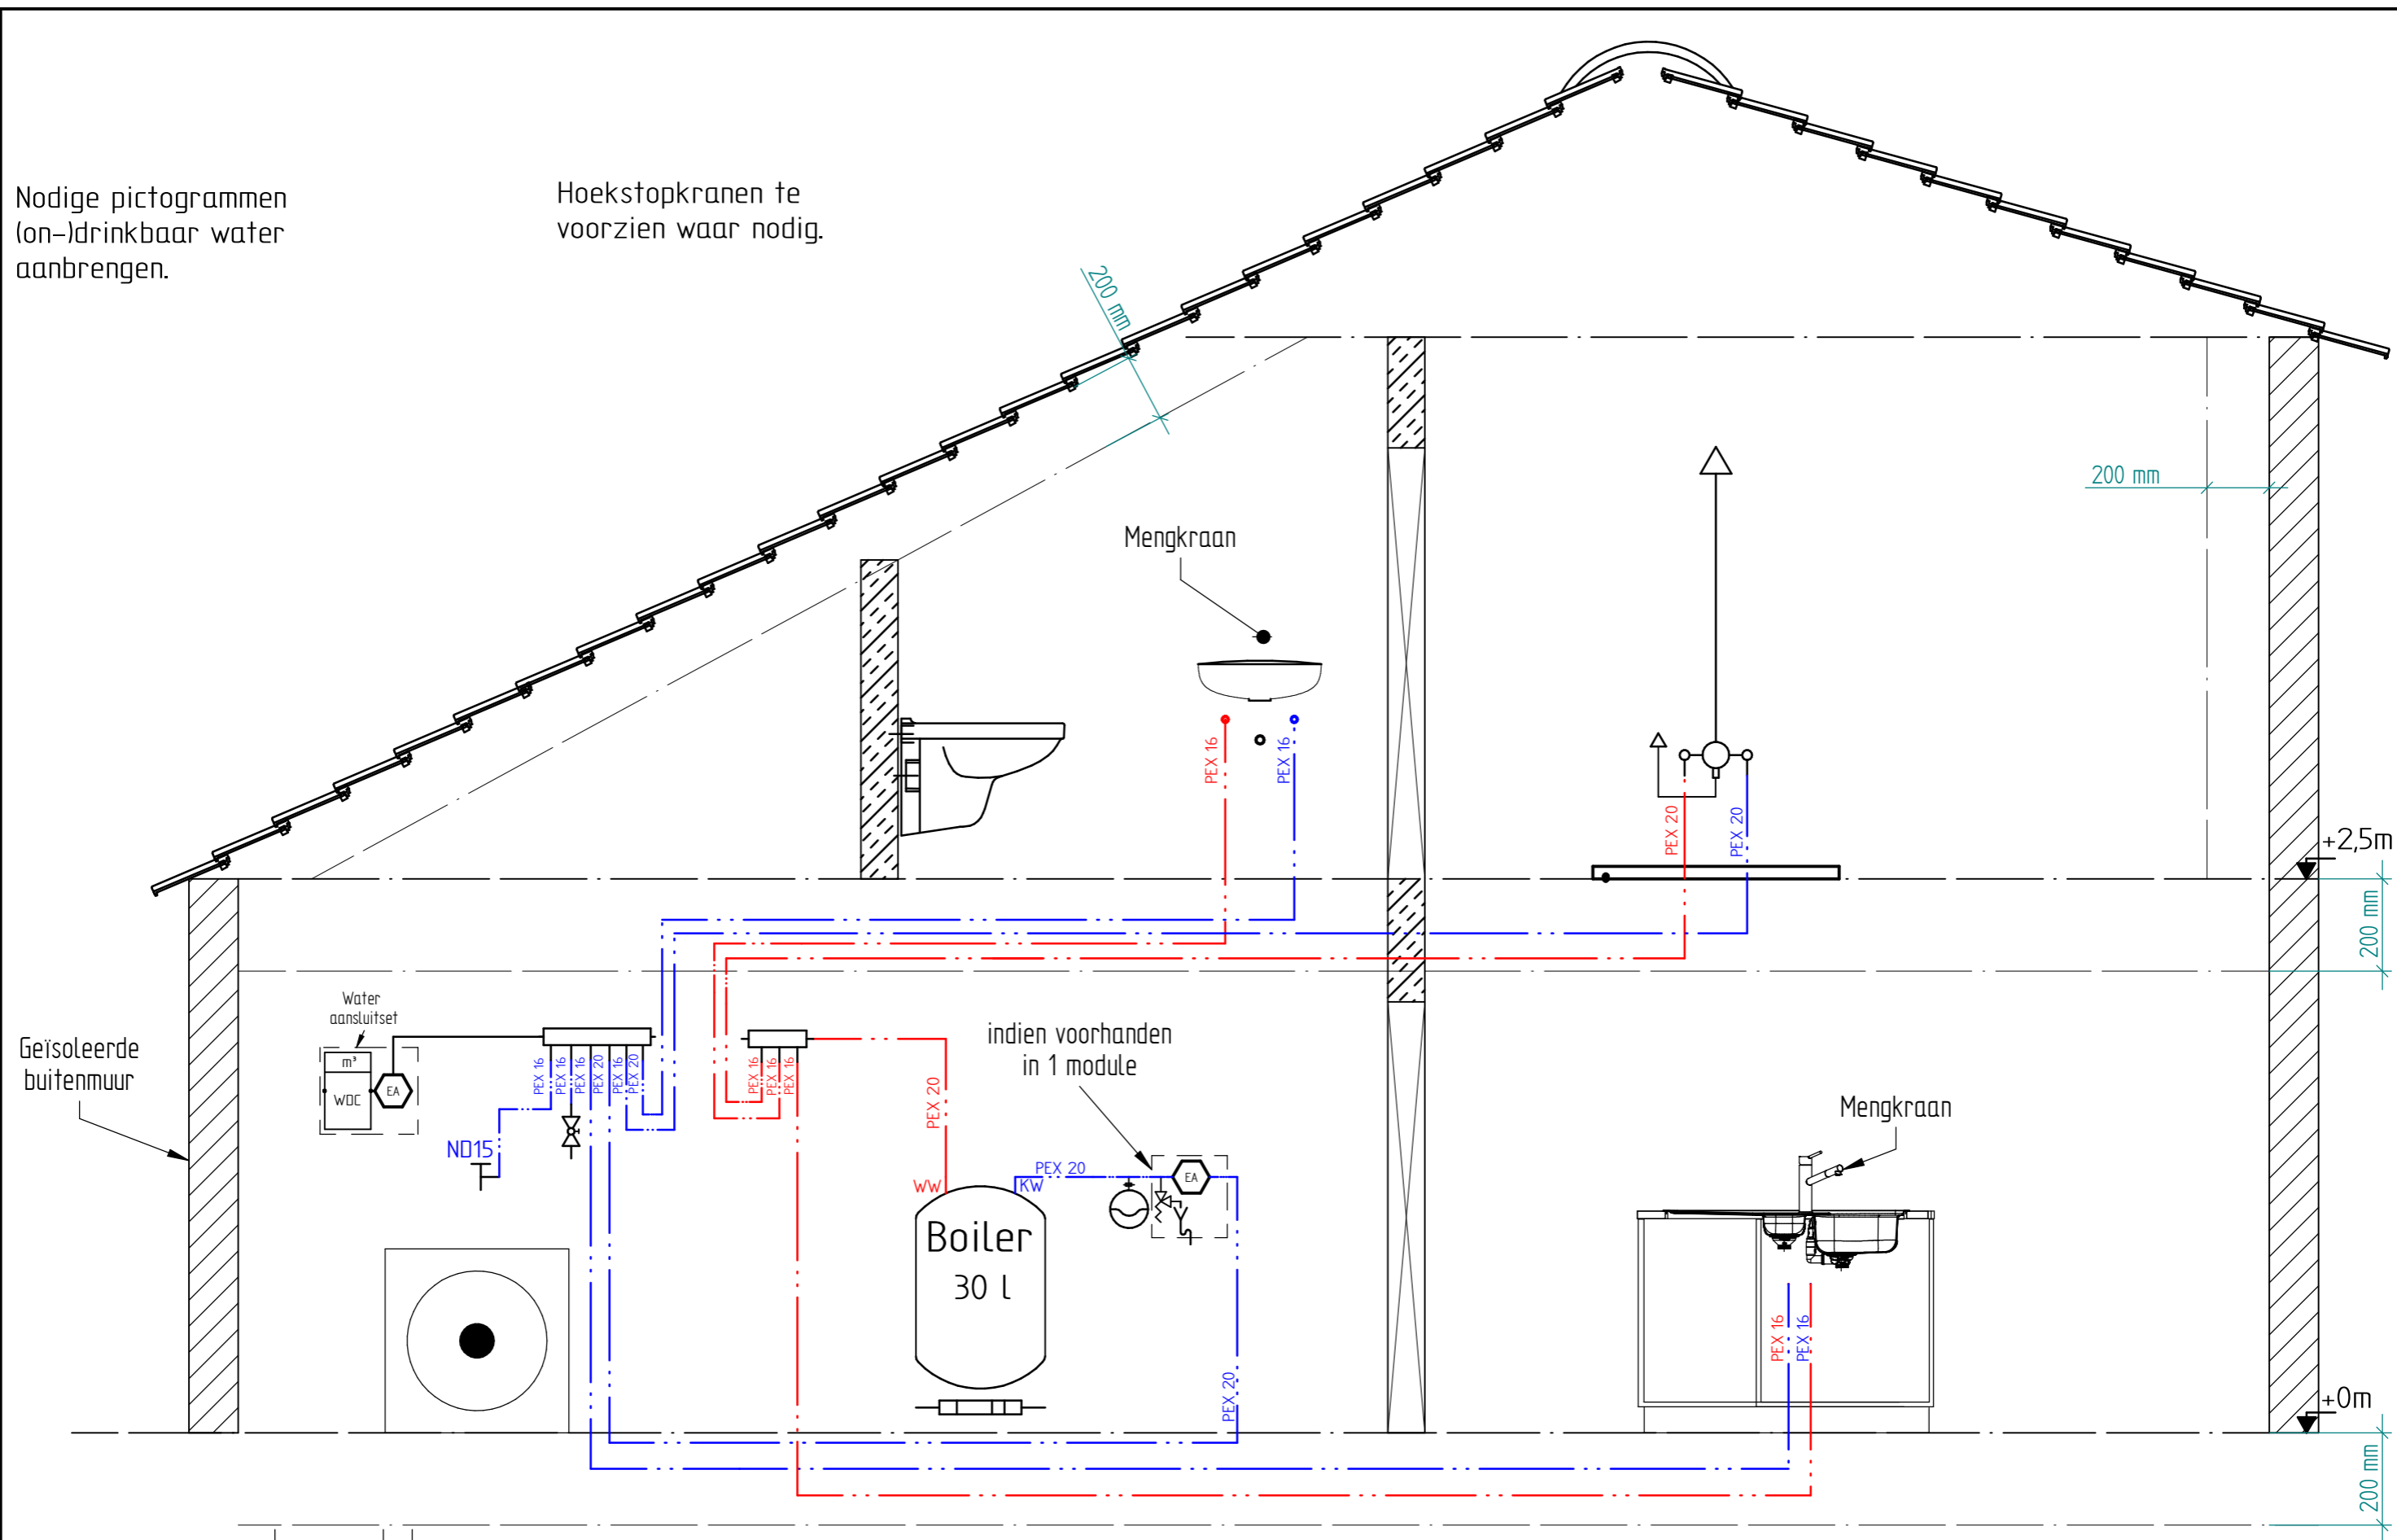 Nodige pictogrammen
(on-)drinkbaar water
aanbrengen.
Hoekstopkranen te
voorzien waar nodig.
200 mm
200 mm
Mengkraan
PEX 16
PEX 16
PEX 20
PEX 20
+2,5m
200 mm
Water
aansluitset
m³
WDC
EA
Geïsoleerde
buitenmuur
PEX 16
PEX 16
PEX 16
PEX 20
PEX 16
PEX 20
ND15
PEX 16
PEX 16
PEX 16
PEX 20
indien voorhanden
in 1 module
WW
KW
PEX 20
EA
Boiler
30 l
PEX 20
Mengkraan
PEX 16
PEX 16
+0m
200 mm